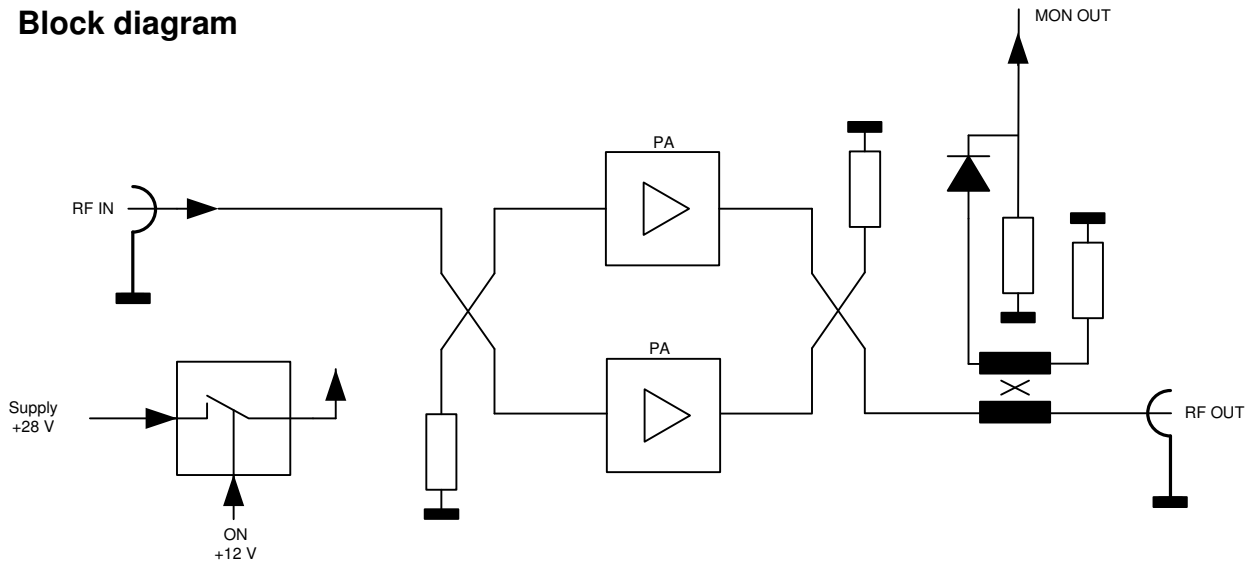 Block diagram
MON OUT
PA
RF IN
PA
Supply
+28 V
RF OUT
ON
+12 V